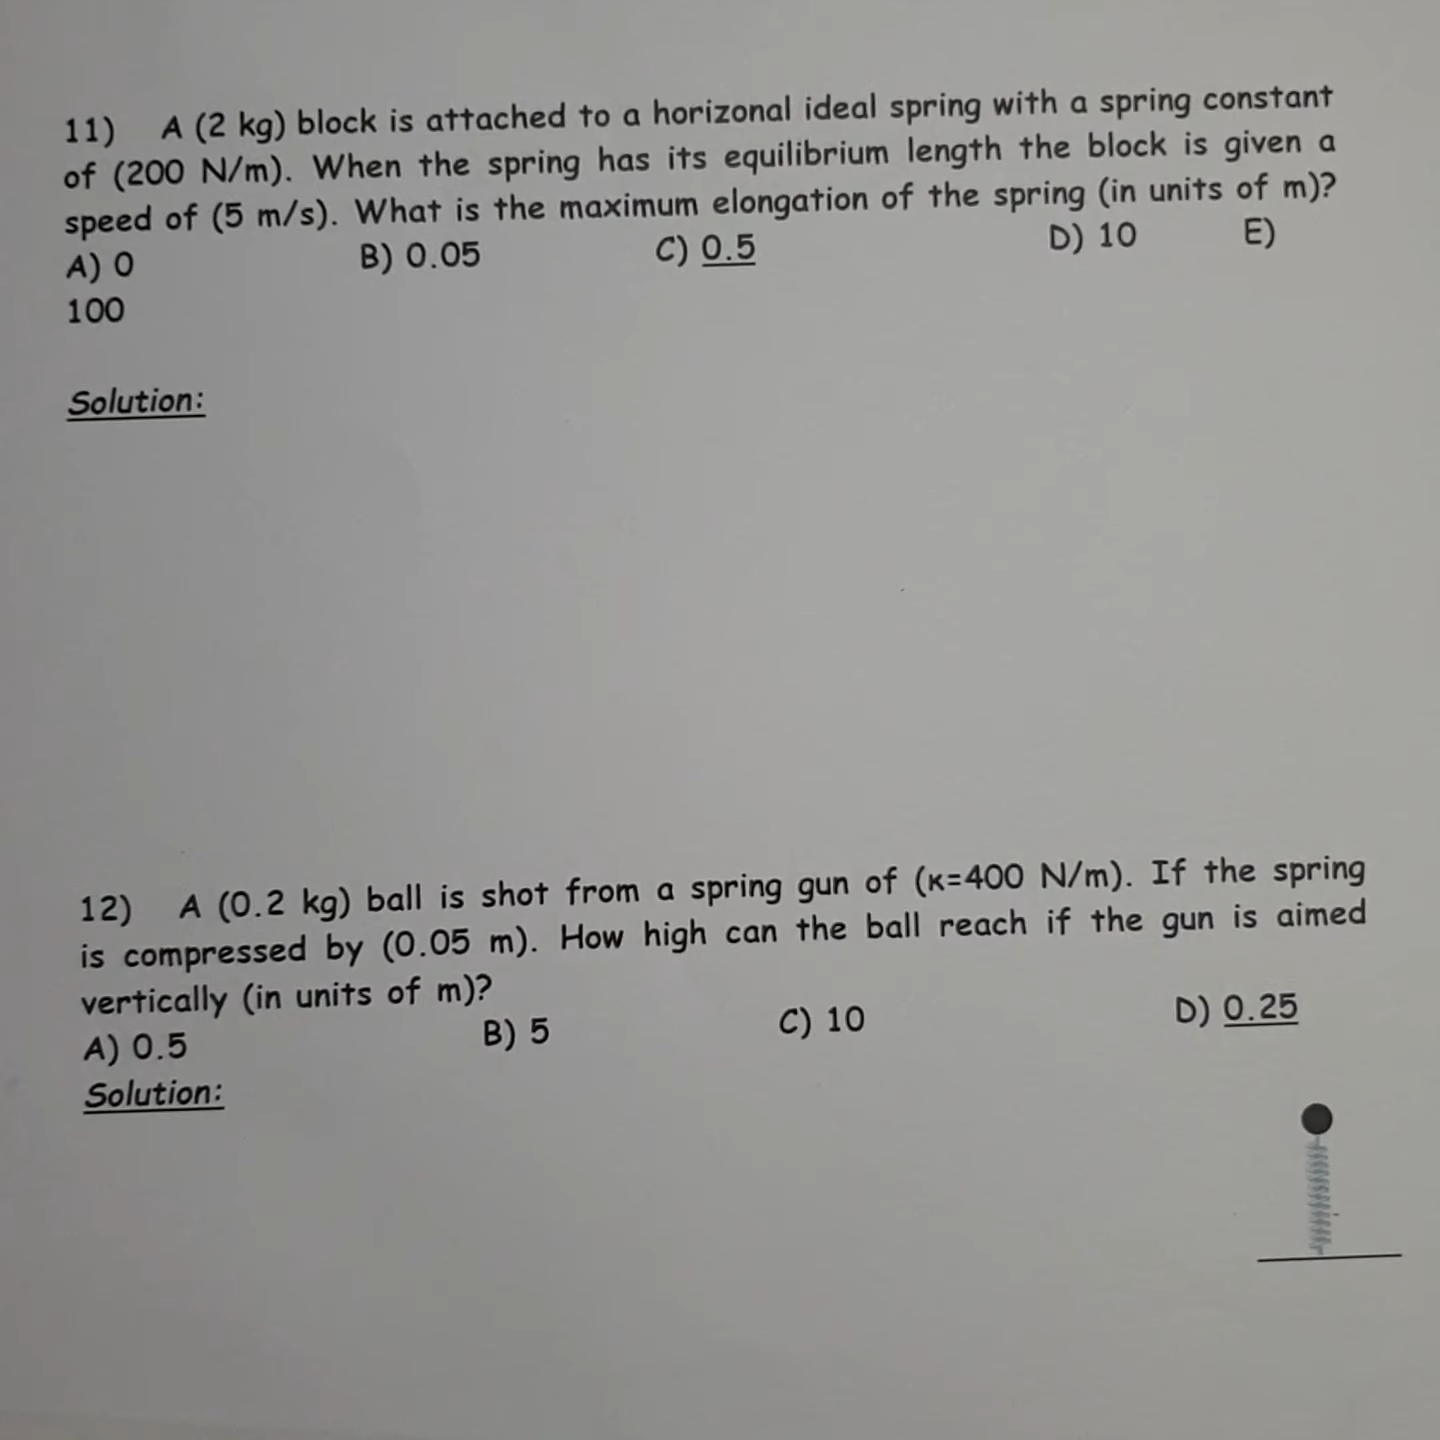 11) A (2 kg) block is attached to a horizonal ideal spring with a spring constant
of (200 N/m). When the spring has its equilibrium length the block is given a
speed of (5 m/s). What is the maximum elongation of the spring (in units of m)?
A) 0 B) 0.05 C) 0.5 D) 10 E)
100
Solution:
12) A (0.2 kg) ball is shot from a spring gun of (κ=400 N/m). If the spring
is compressed by (0.05 m). How high can the ball reach if the gun is aimed
vertically (in units of m)?
A) 0.5 B) 5 C) 10 D) 0.25
Solution: